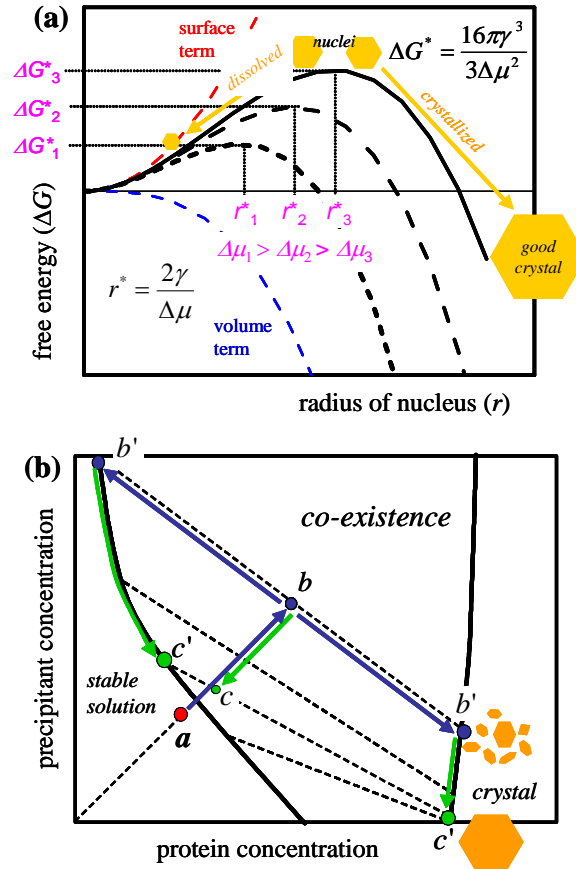 (a)
surface
term
nuclei
ΔG* = 16πγ³ / 3Δμ²
dissolved
crystallized
ΔG*₃
ΔG*₂
ΔG*₁
r*₁ r*₂ r*₃
Δμ₁ > Δμ₂ > Δμ₃
good
crystal
r* = 2γ / Δμ
volume
term
free energy (ΔG)
radius of nucleus (r)
(b)
b'
co-existence
b
c'
stable
solution
c
b'
a
crystal
c'
precipitant concentration
protein concentration